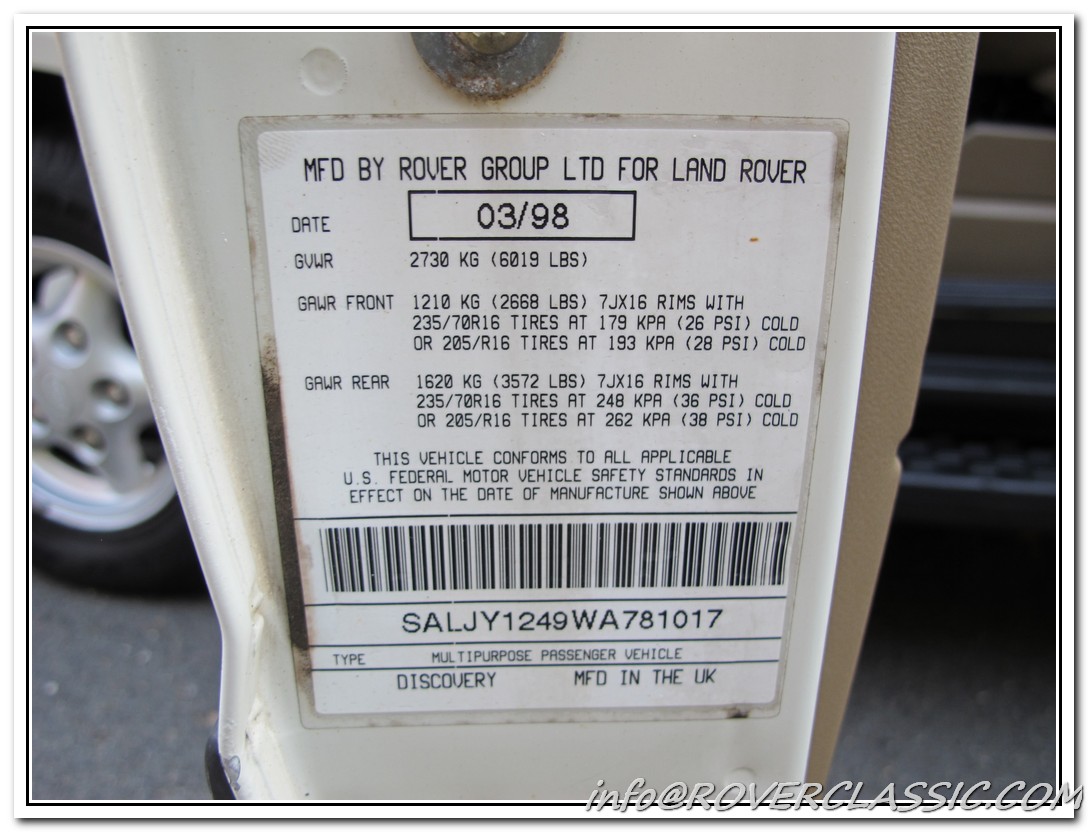 MFD BY ROVER GROUP LTD FOR LAND ROVER
DATE 03/98
GVWR 2730 KG (6019 LBS)
GAWR FRONT 1210 KG (2668 LBS) 7JX16 RIMS WITH
235/70R16 TIRES AT 179 KPA (26 PSI) COLD
OR 205/R16 TIRES AT 193 KPA (28 PSI) COLD
GAWR REAR 1620 KG (3572 LBS) 7JX16 RIMS WITH
235/70R16 TIRES AT 248 KPA (36 PSI) COLD
OR 205/R16 TIRES AT 262 KPA (38 PSI) COLD
THIS VEHICLE CONFORMS TO ALL APPLICABLE
U.S. FEDERAL MOTOR VEHICLE SAFETY STANDARDS IN
EFFECT ON THE DATE OF MANUFACTURE SHOWN ABOVE
SALJY1249WA781017
TYPE MULTIPURPOSE PASSENGER VEHICLE
DISCOVERY MFD IN THE UK
info@ROVERCLASSIC.COM